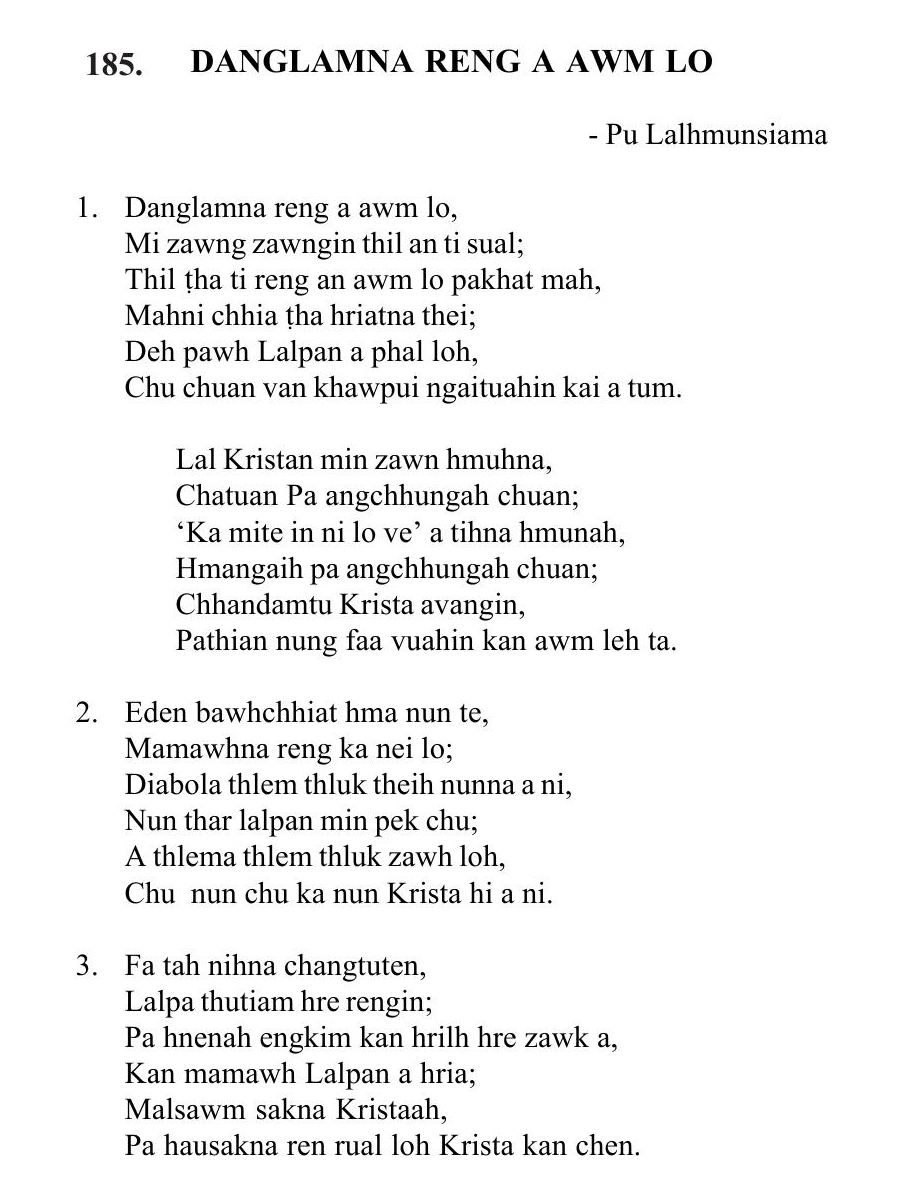 185. DANGLAMNA RENG A AWM LO
- Pu Lalhmunsiama
1. Danglamna reng a awm lo,
Mi zawng zawngin thil an ti sual;
Thil ṭha ti reng an awm lo pakhat mah,
Mahni chhia ṭha hriatna thei;
Deh pawh Lalpan a phal loh,
Chu chuan van khawpui ngaituahin kai a tum.
Lal Kristan min zawn hmuhna,
Chatuan Pa angchhungah chuan;
‘Ka mite in ni lo ve’ a tihna hmunah,
Hmangaih pa angchhungah chuan;
Chhandamtu Krista avangin,
Pathian nung faa vuahin kan awm leh ta.
2. Eden bawhchhiat hma nun te,
Mamawhna reng ka nei lo;
Diabola thlem thluk theih nunna a ni,
Nun thar lalpan min pek chu;
A thlema thlem thluk zawh loh,
Chu nun chu ka nun Krista hi a ni.
3. Fa tah nihna changtuten,
Lalpa thutiam hre rengin;
Pa hnenah engkim kan hrilh hre zawk a,
Kan mamawh Lalpan a hria;
Malsawm sakna Kristaah,
Pa hausakna ren rual loh Krista kan chen.